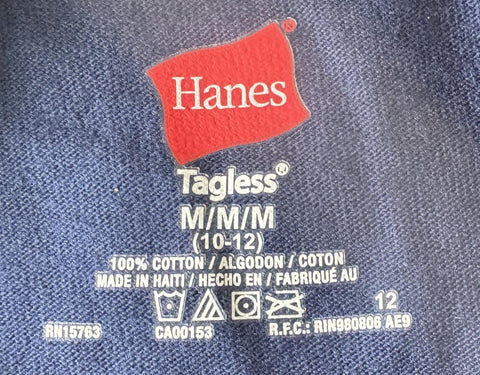 Hanes®
Tagless®
M/M/M
(10-12)
100% COTTON / ALGODON / COTON
MADE IN HAITI / HECHO EN / FABRIQUÉ AU
12
RN15763 CA00153 R.F.C.: RIN980806 AE9